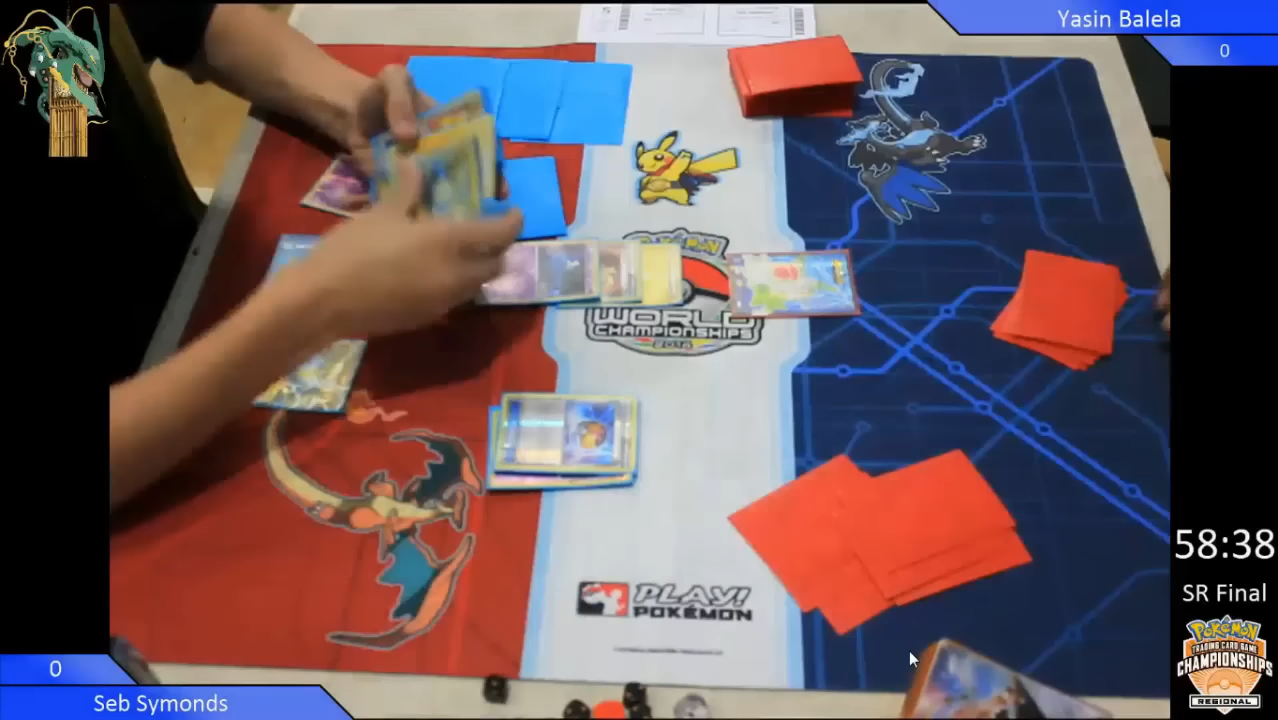 Yasin Balela
0
WORLD
CHAMPIONSHIPS
2016
PLAY!
POKÉMON
58:38
SR Final
Pokémon
TRADING CARD GAME
CHAMPIONSHIPS
REGIONAL
0
Seb Symonds